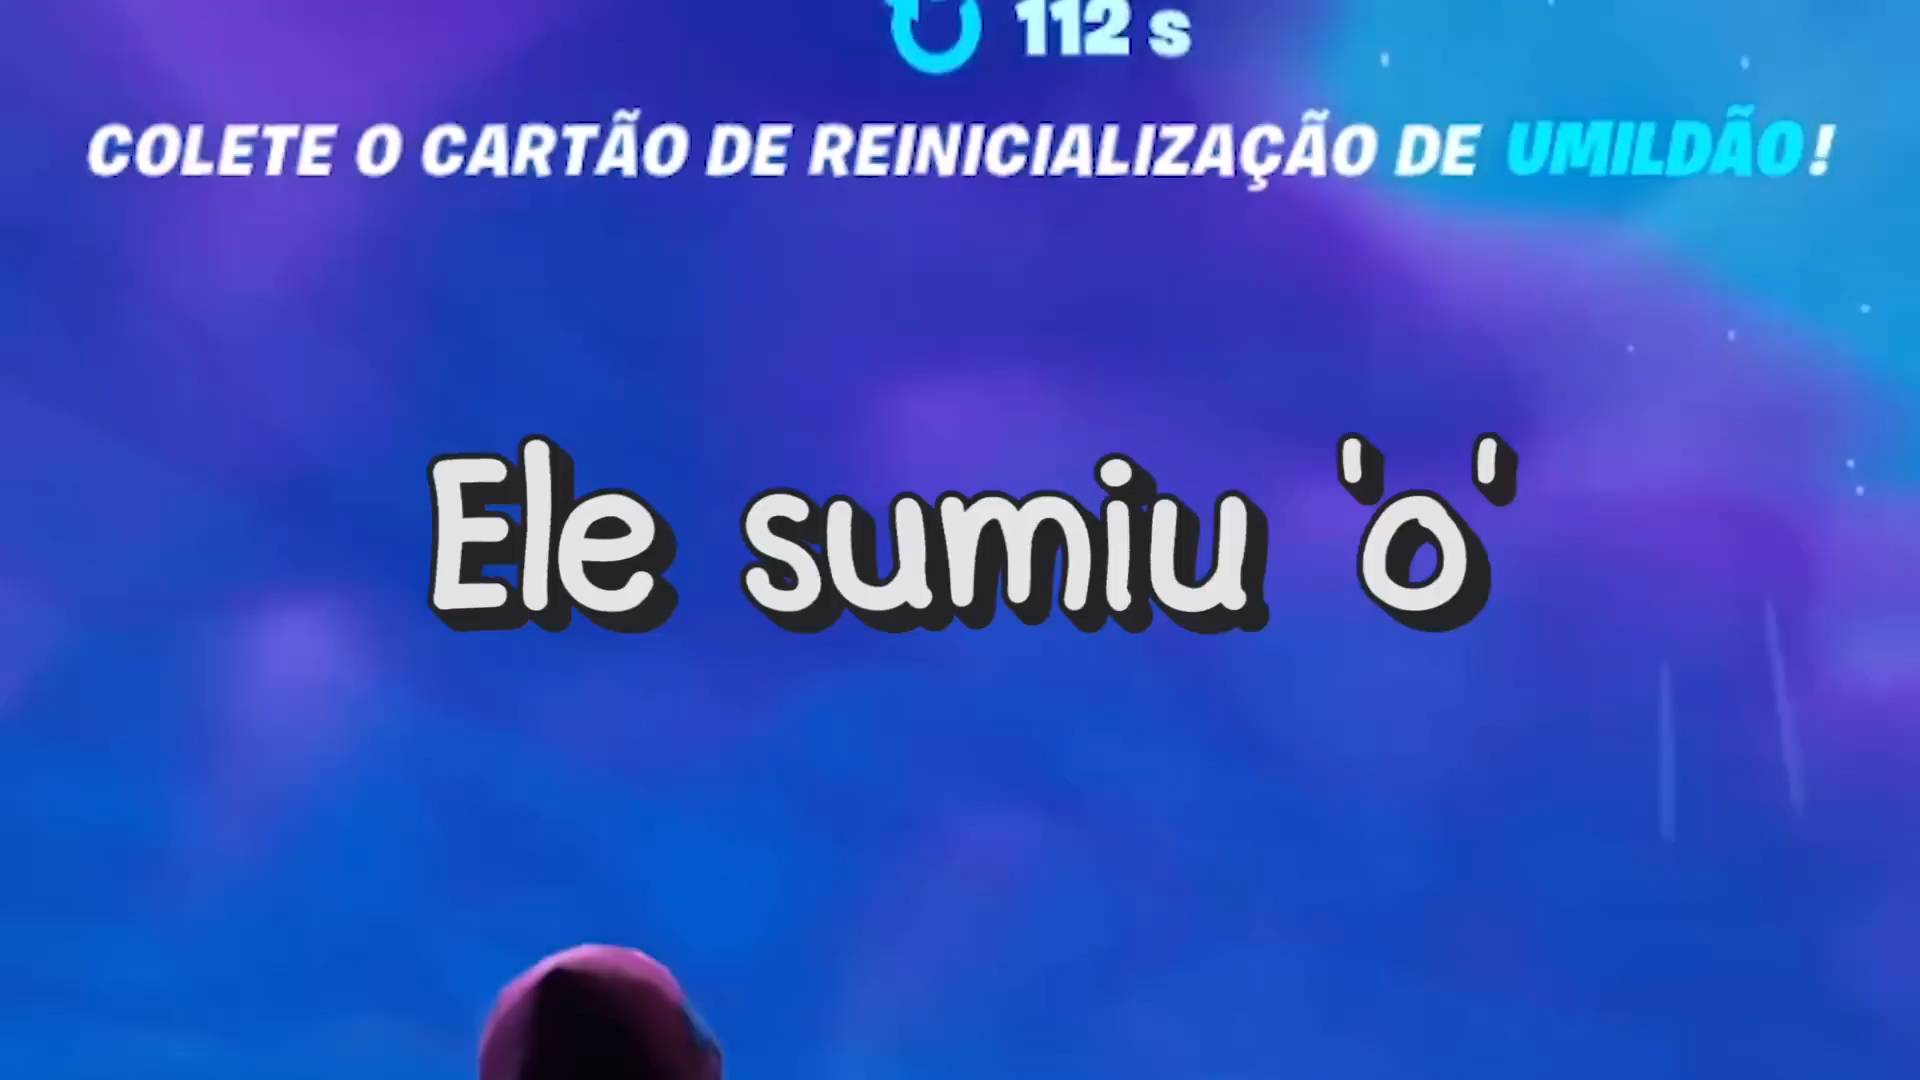 112 s
COLETE O CARTÃO DE REINICIALIZAÇÃO DE UMILDÃO!
Ele sumiu 'o'